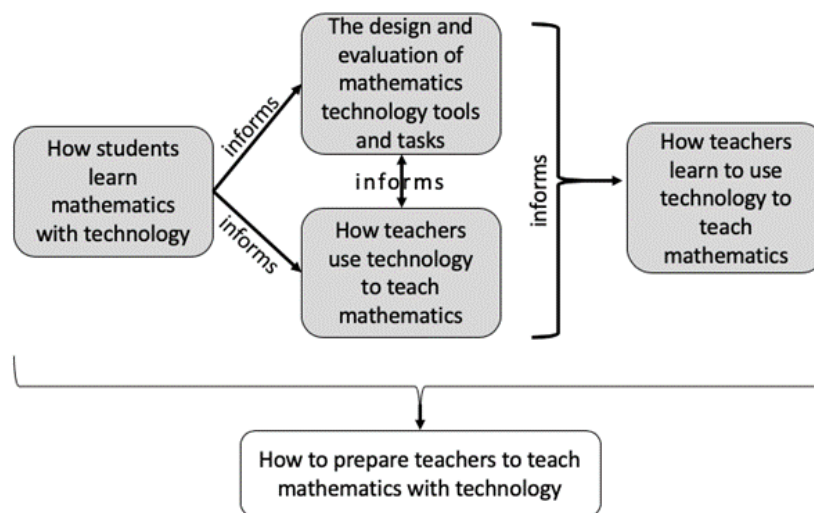 The design and
evaluation of
mathematics
technology tools
and tasks
informs
How students
learn
mathematics
with technology
informs
informs
How teachers
use technology
to teach
mathematics
informs
How teachers
learn to use
technology to
teach
mathematics
How to prepare teachers to teach
mathematics with technology